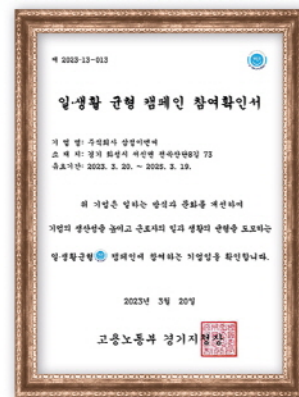 제 2023-13-013
일·생활 균형 캠페인 참여확인서
기 업 명: 주식회사 삼정이앤에
소 재 지: 경기 화성시 서신면 전곡산단8길 73
유효기간: 2023. 3. 20. ~ 2025. 3. 19.
위 기업은 일하는 방식과 문화를 개선하여
기업의 생산성을 높이고 근로자의 일과 생활의 균형을 도모하는
일·생활균형 캠페인에 참여하는 기업임을 확인합니다.
2023년 3월 20일
고용노동부 경기지청장